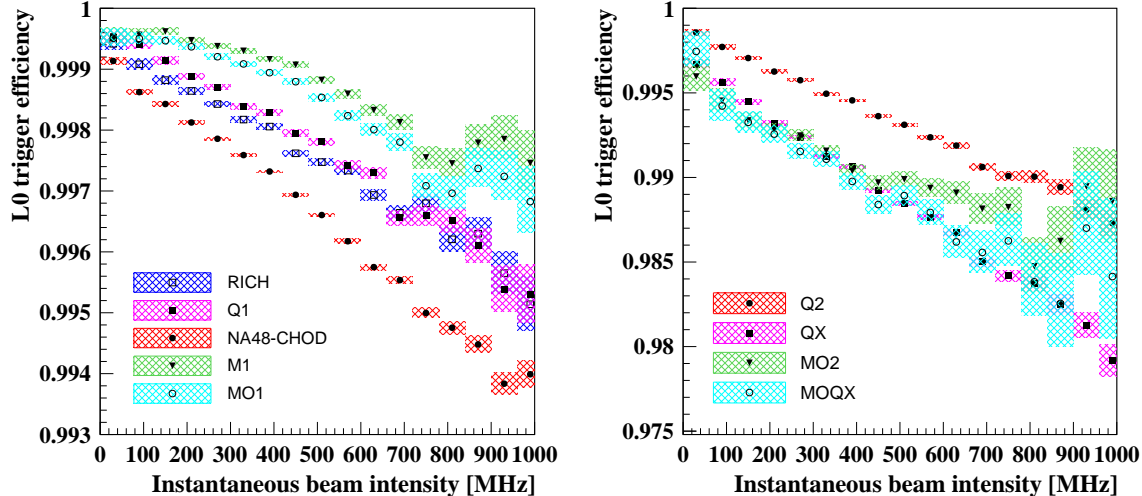 L0 trigger efficiency
1
0.999
0.998
0.997
0.996
0.995
0.994
0.993
RICH
Q1
NA48-CHOD
M1
MO1
0 100 200 300 400 500 600 700 800 900 1000
Instantaneous beam intensity [MHz]
L0 trigger efficiency
1
0.995
0.99
0.985
0.98
0.975
Q2
QX
MO2
MOQX
0 100 200 300 400 500 600 700 800 900 1000
Instantaneous beam intensity [MHz]